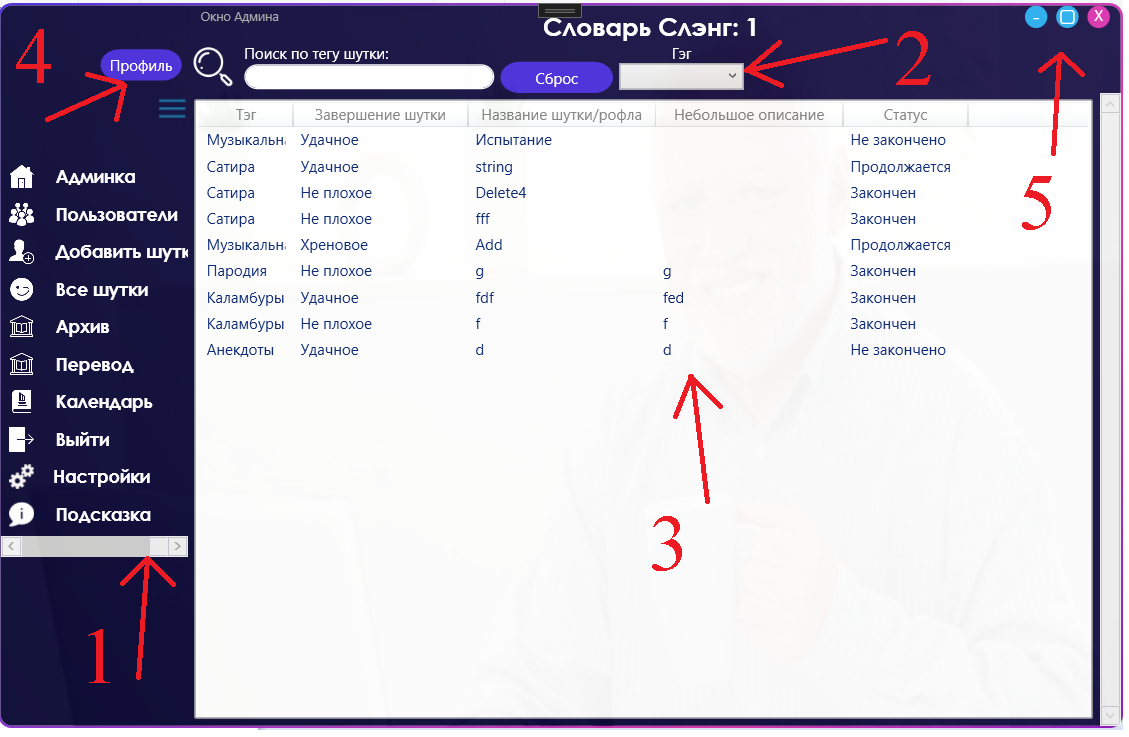 Окно Админа
Словарь Слэнг: 1
X
4
Профиль
Поиск по тегу шутки:
Сброс
Гэг
2
Тэг Завершение шутки Название шутки/рофла Небольшое описание Статус
Музыкальна Удачное Испытание Не закончено
Сатира Удачное string Продолжается
Сатира Не плохое Delete4 Закончен
Сатира Не плохое fff Закончен
Музыкальна Хреновое Add Продолжается
Пародия Не плохое g g Закончен
Каламбуры Удачное fdf fed Закончен
Каламбуры Не плохое f f Закончен
Анекдоты Удачное d d Не закончено
5
Админка
Пользователи
Добавить шутк
Все шутки
Архив
Перевод
Календарь
Выйти
Настройки
Подсказка
3
1